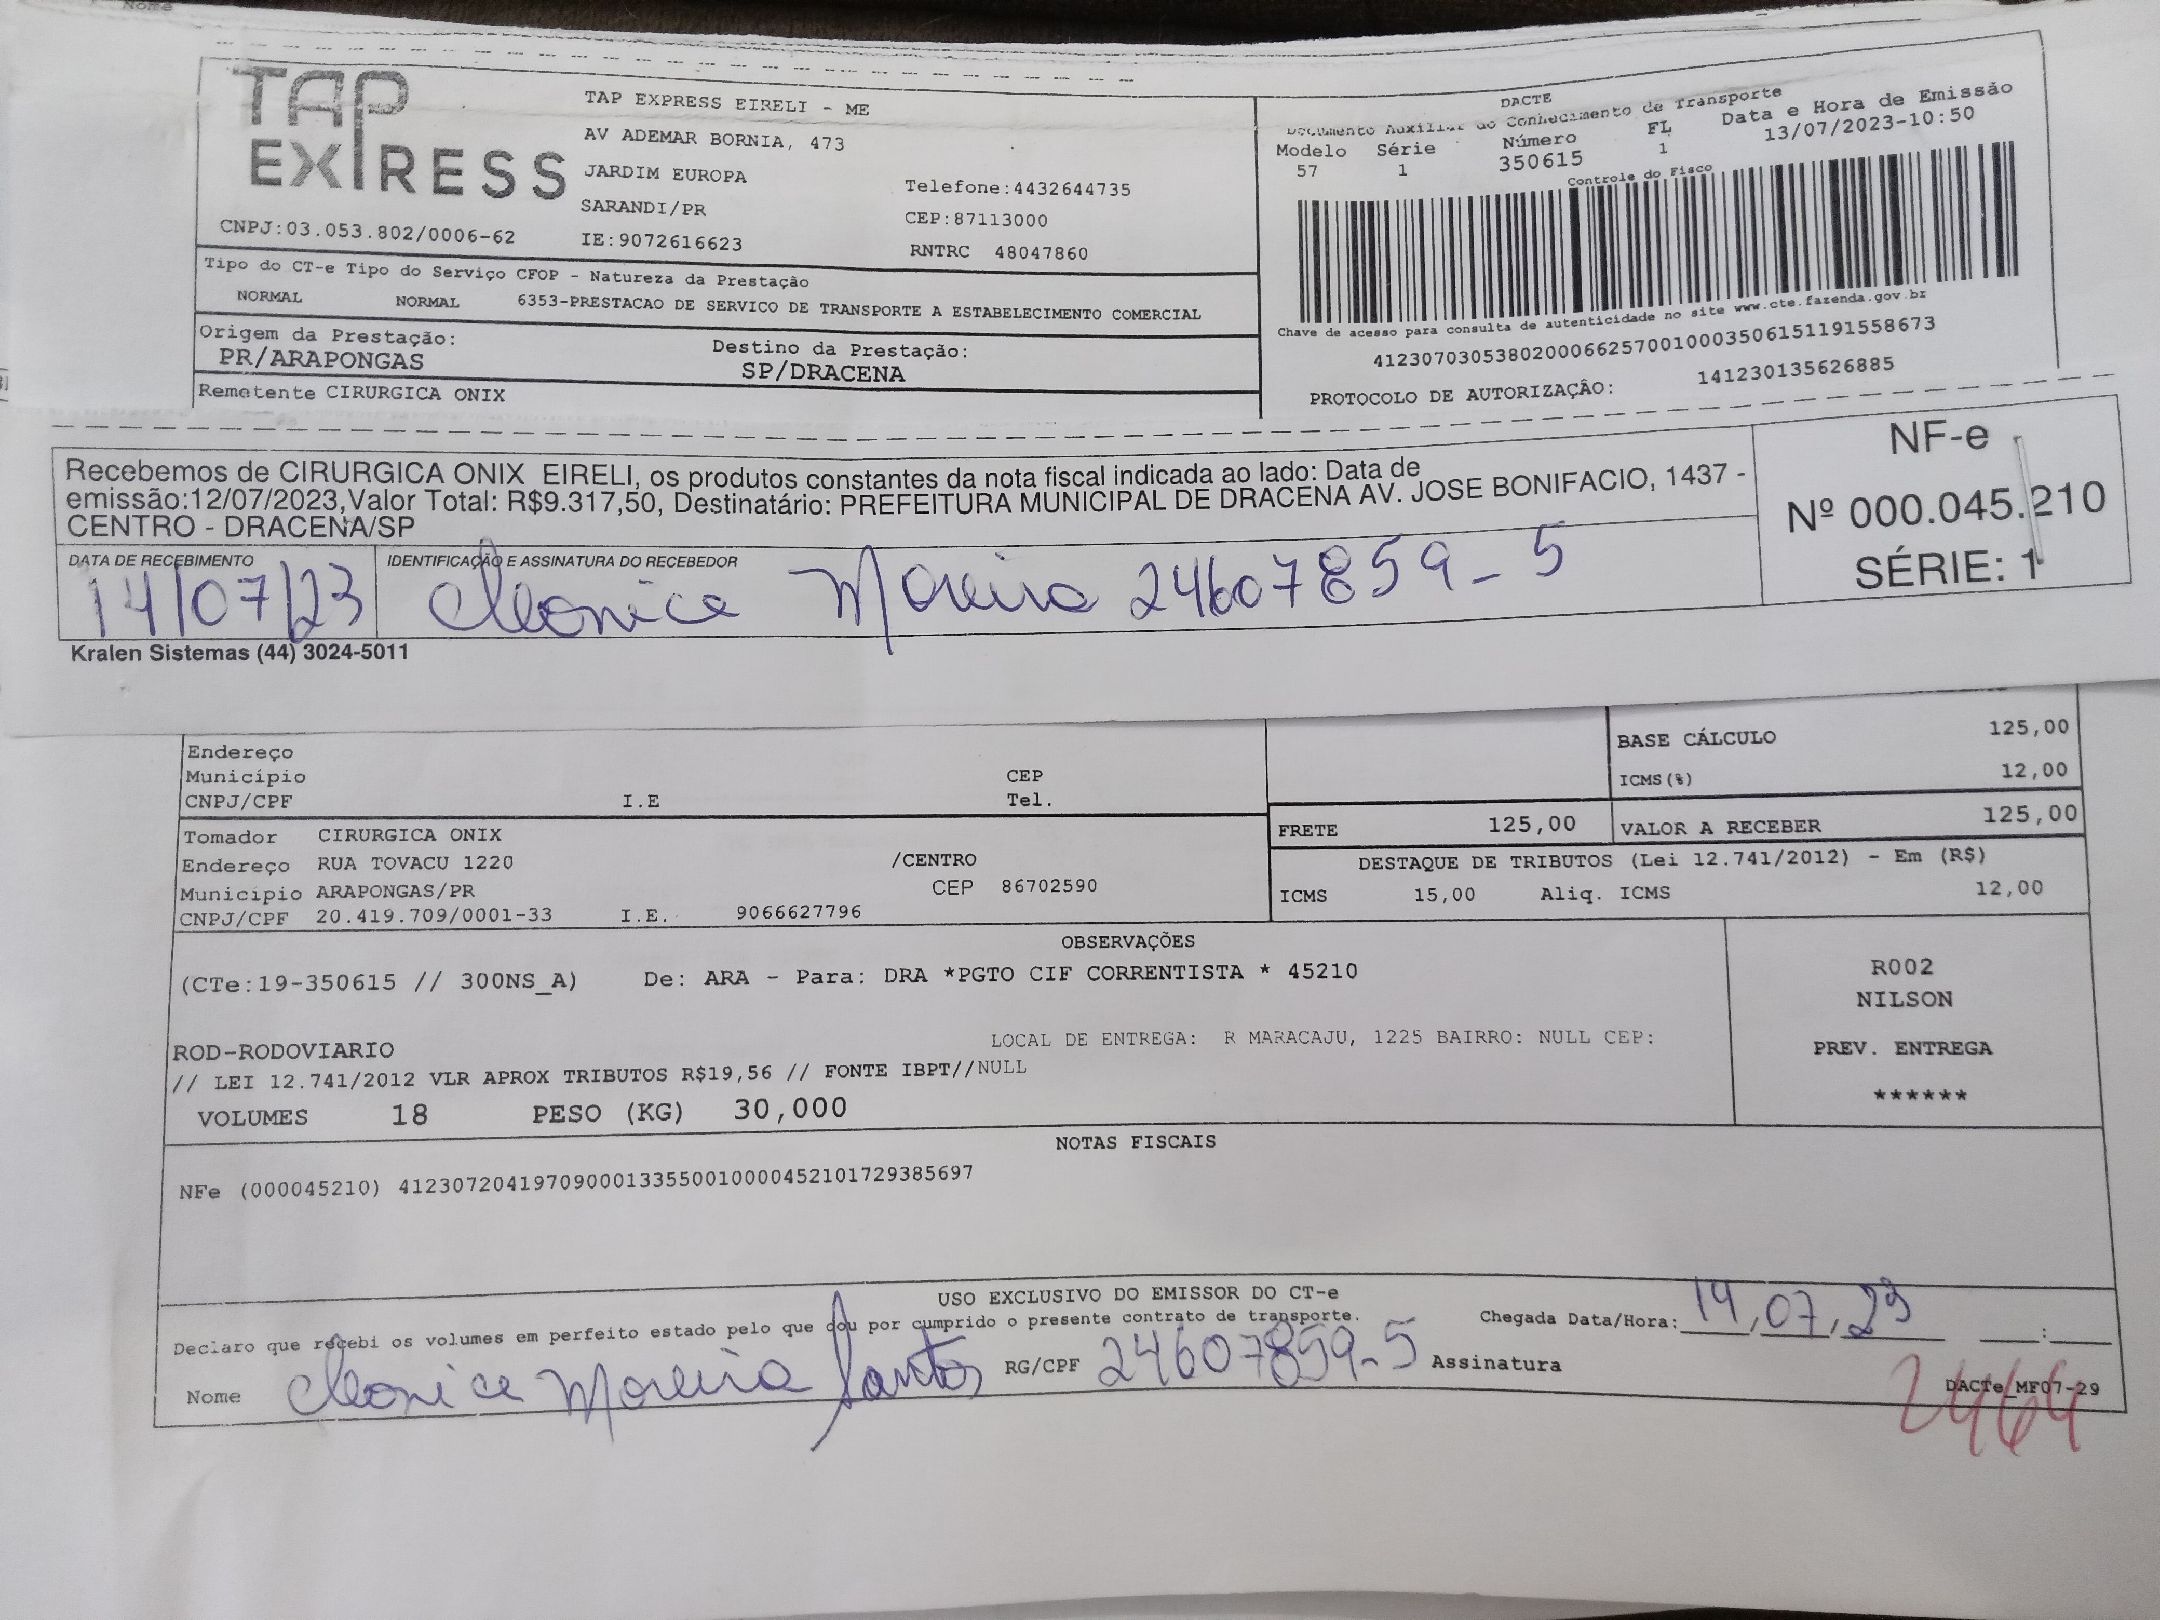 Nome
TAP EXPRESS
CNPJ:03.053.802/0006-62
TAP EXPRESS EIRELI - ME
AV ADEMAR BORNIA, 473
JARDIM EUROPA
SARANDI/PR
IE:9072616623
Telefone:4432644735
CEP:87113000
RNTRC 48047860
DACTE
Documento Auxiliar do Conhecimento de Transporte
Modelo Série Número FL Data e Hora de Emissão
57 1 350615 1 13/07/2023-10:50
Controle do Fisco
Chave de acesso para consulta de autenticidade no site www.cte.fazenda.gov.br
41230703053802000662570010003506151191558673
PROTOCOLO DE AUTORIZAÇÃO: 141230135626885
Tipo do CT-e Tipo do Serviço CFOP - Natureza da Prestação
NORMAL NORMAL 6353-PRESTACAO DE SERVICO DE TRANSPORTE A ESTABELECIMENTO COMERCIAL
Origem da Prestação: Destino da Prestação:
PR/ARAPONGAS SP/DRACENA
Remetente CIRURGICA ONIX
Recebemos de CIRURGICA ONIX EIRELI, os produtos constantes da nota fiscal indicada ao lado: Data de
emissão:12/07/2023,Valor Total: R$9.317,50, Destinatário: PREFEITURA MUNICIPAL DE DRACENA AV. JOSE BONIFACIO, 1437 -
CENTRO - DRACENA/SP
NF-e
Nº 000.045.210
SÉRIE: 1
DATA DE RECEBIMENTO IDENTIFICAÇÃO E ASSINATURA DO RECEBEDOR
14/07/23 Cleonice Moreira 24607859-5
Kralen Sistemas (44) 3024-5011
Endereço
Município CEP
CNPJ/CPF I.E Tel.
BASE CÁLCULO 125,00
ICMS(%) 12,00
FRETE 125,00 VALOR A RECEBER 125,00
Tomador CIRURGICA ONIX
Endereço RUA TOVACU 1220 /CENTRO
Município ARAPONGAS/PR CEP 86702590
CNPJ/CPF 20.419.709/0001-33 I.E. 9066627796
DESTAQUE DE TRIBUTOS (Lei 12.741/2012) - Em (R$)
ICMS 15,00 Aliq. ICMS 12,00
OBSERVAÇÕES
(CTe:19-350615 // 300NS_A) De: ARA - Para: DRA *PGTO CIF CORRENTISTA * 45210
LOCAL DE ENTREGA: R MARACAJU, 1225 BAIRRO: NULL CEP:
ROD-RODOVIARIO
// LEI 12.741/2012 VLR APROX TRIBUTOS R$19,56 // FONTE IBPT//NULL
VOLUMES 18 PESO (KG) 30,000
R002
NILSON
PREV. ENTREGA
******
NOTAS FISCAIS
NFe (000045210) 41230720419709000133550010000452101729385697
USO EXCLUSIVO DO EMISSOR DO CT-e
Declaro que recebi os volumes em perfeito estado pelo que dou por cumprido o presente contrato de transporte.
Chegada Data/Hora: 14,07,23 :
Nome Cleonice Moreira Santos RG/CPF 24607859-5 Assinatura
DACTe_MF07-29
2464